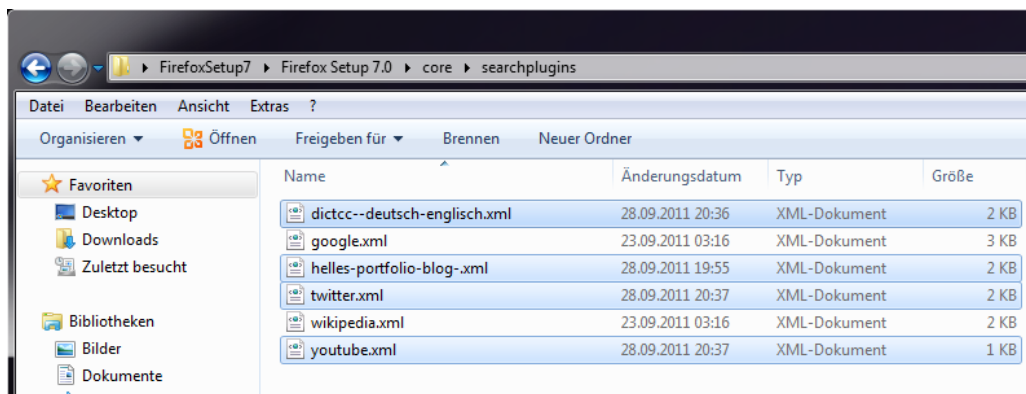 FirefoxSetup7 Firefox Setup 7.0 core searchplugins
Datei Bearbeiten Ansicht Extras ?
Organisieren Öffnen Freigeben für Brennen Neuer Ordner
Name Änderungsdatum Typ Größe
Favoriten
Desktop
Downloads
Zuletzt besucht
Bibliotheken
Bilder
Dokumente
dictcc--deutsch-englisch.xml 28.09.2011 20:36 XML-Dokument 2 KB
google.xml 23.09.2011 03:16 XML-Dokument 3 KB
helles-portfolio-blog-.xml 28.09.2011 19:55 XML-Dokument 2 KB
twitter.xml 28.09.2011 20:37 XML-Dokument 2 KB
wikipedia.xml 23.09.2011 03:16 XML-Dokument 2 KB
youtube.xml 28.09.2011 20:37 XML-Dokument 1 KB